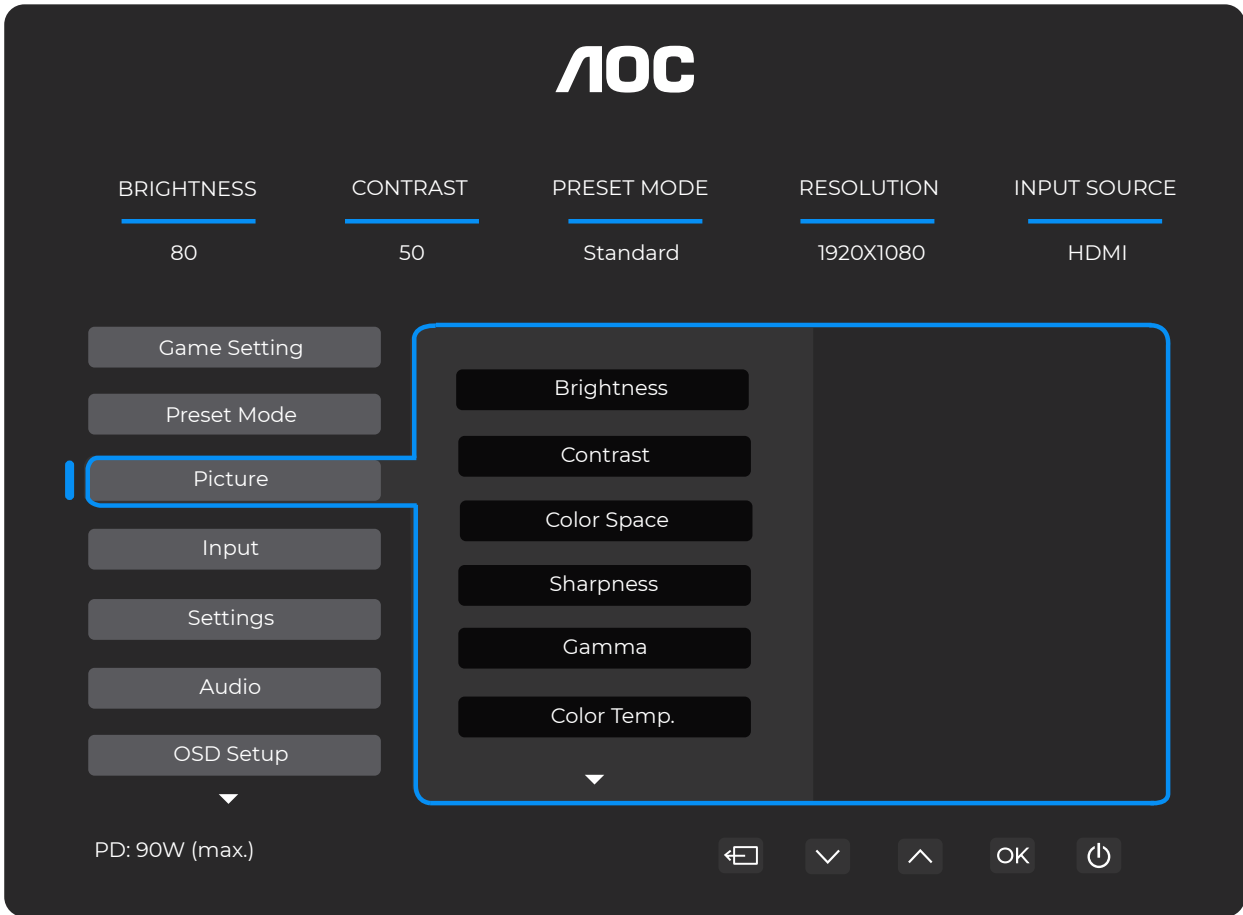 AOC
BRIGHTNESS CONTRAST PRESET MODE RESOLUTION INPUT SOURCE
80 50 Standard 1920X1080 HDMI
Game Setting
Preset Mode
Picture
Input
Settings
Audio
OSD Setup
Brightness
Contrast
Color Space
Sharpness
Gamma
Color Temp.
PD: 90W (max.)
OK